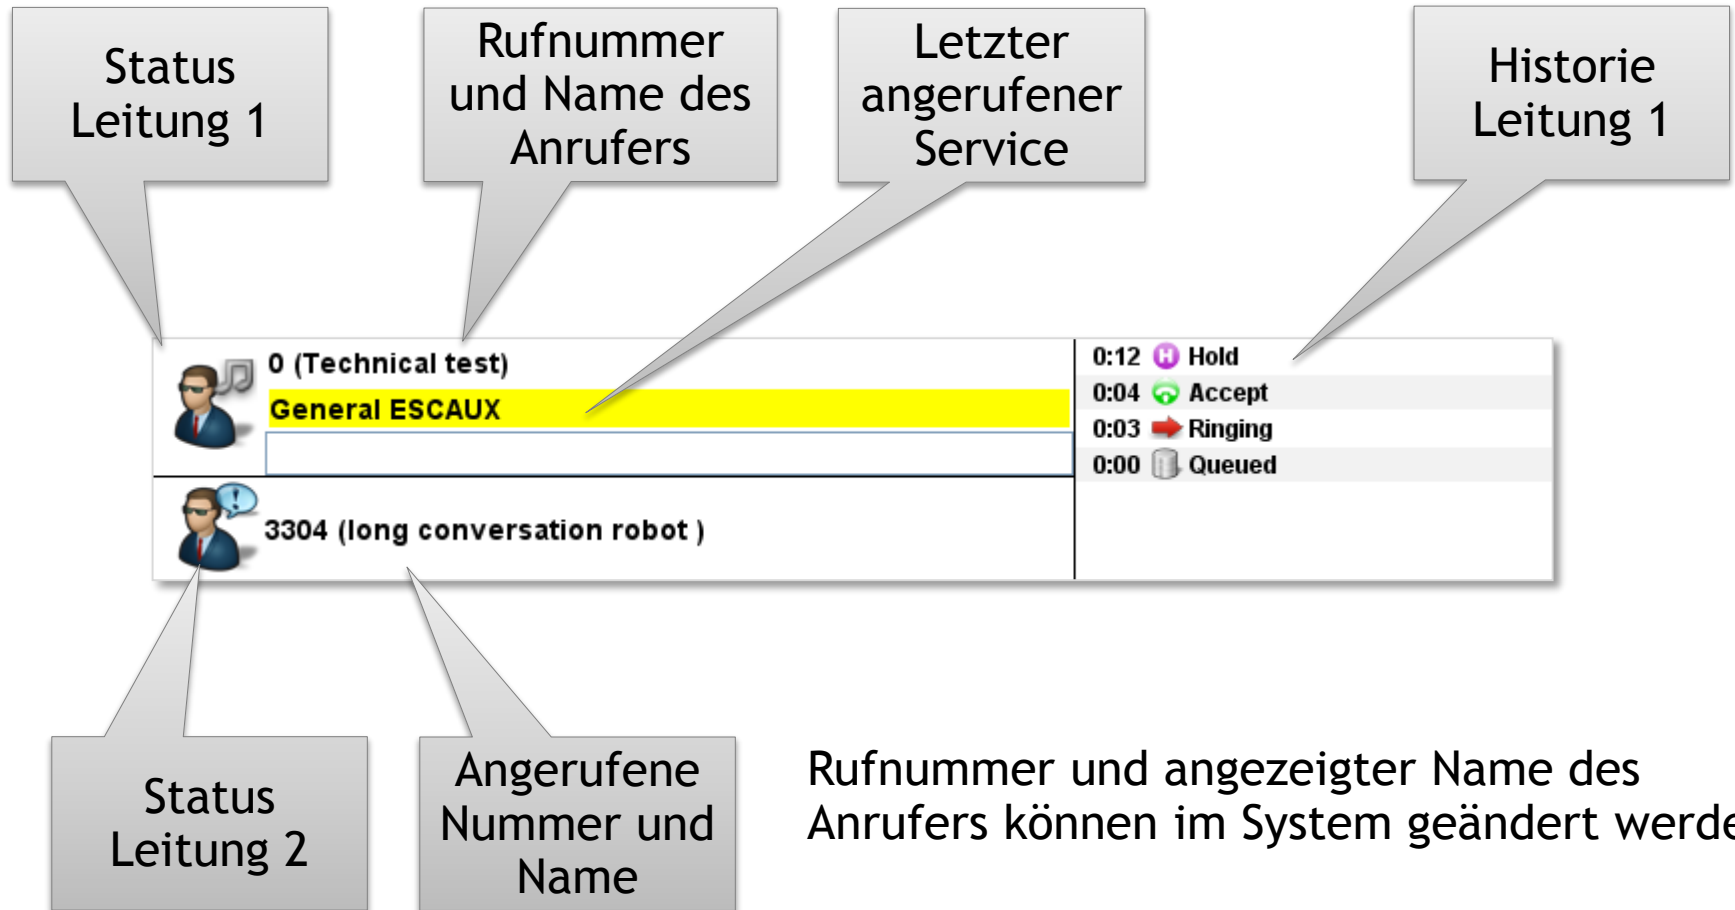 Status
Leitung 1
Rufnummer
und Name des
Anrufers
Letzter
angerufener
Service
Historie
Leitung 1
0 (Technical test)
General ESCAUX
0:12 H Hold
0:04 Accept
0:03 Ringing
0:00 Queued
3304 (long conversation robot )
Status
Leitung 2
Angerufene
Nummer und
Name
Rufnummer und angezeigter Name des
Anrufers können im System geändert werde